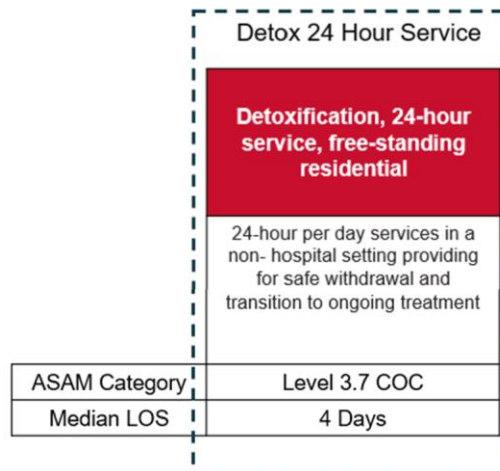 Detox 24 Hour Service
Detoxification, 24-hour
service, free-standing
residential
24-hour per day services in a
non- hospital setting providing
for safe withdrawal and
transition to ongoing treatment
ASAM Category Level 3.7 COC
Median LOS 4 Days